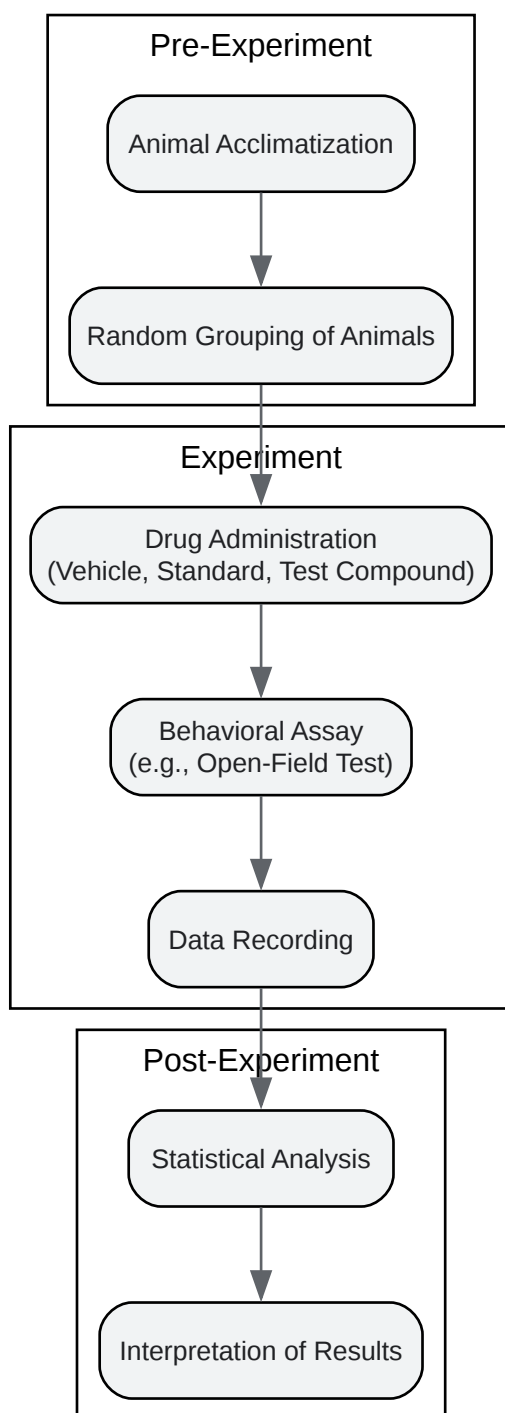 Pre-Experiment
Animal Acclimatization
Random Grouping of Animals
Experiment
Drug Administration
(Vehicle, Standard, Test Compound)
Behavioral Assay
(e.g., Open-Field Test)
Data Recording
Post-Experiment
Statistical Analysis
Interpretation of Results